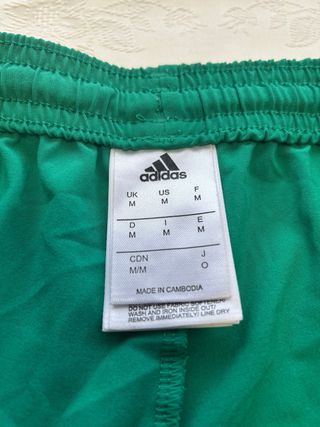 adidas
UK US F
M M M
D I E
M M M
CDN J
M/M O
MADE IN CAMBODIA
DO NOT USE FABRIC SOFTENER/
WASH AND IRON INSIDE OUT/
REMOVE IMMEDIATELY/ LINE DRY